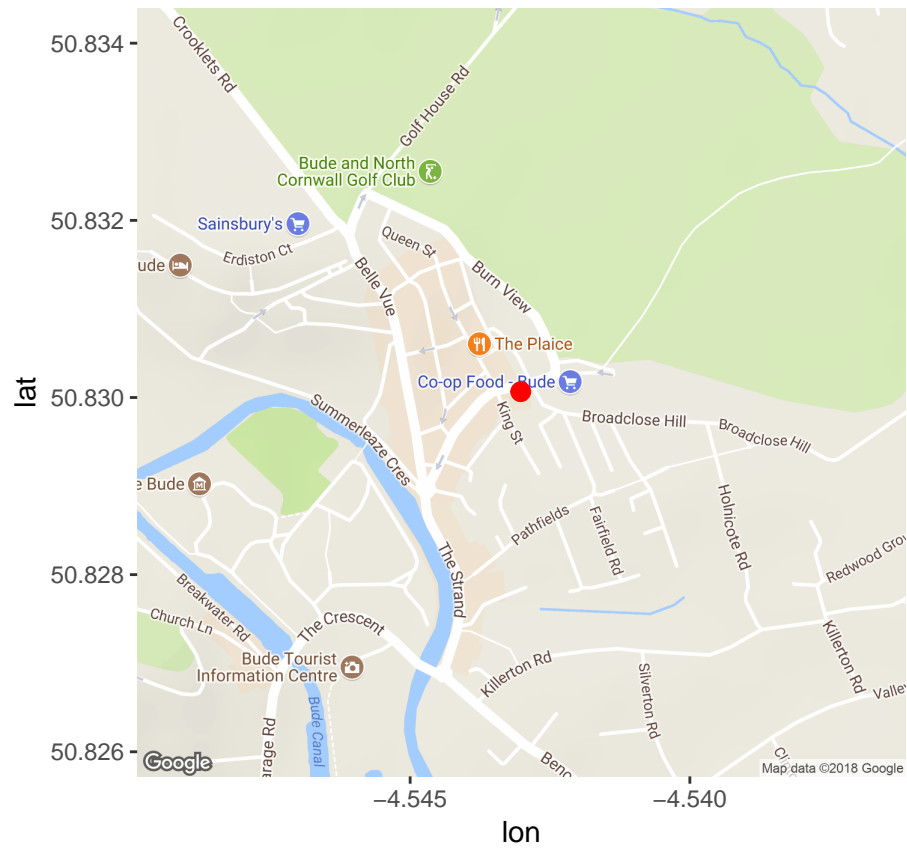 50.834
Crooklets Rd
Golf House Rd
Bude and North
Cornwall Golf Club
50.832
Sainsbury's
Queen St
Erdiston Ct
ude
Belle Vue
Burn View
The Plaice
lat
50.830
Co-op Food - Bude
Summerleaze Cres
King St
Broadclose Hill
Broadclose Hill
e Bude
Holnicote Rd
Pathfields
Fairfield Rd
50.828
The Strand
Redwood Gro
Breakwater Rd
Church Ln
The Crescent
Killerton Rd
Bude Tourist
Information Centre
Killerton Rd
Silverton Rd
Valley
Bude Canal
arage Rd
50.826
Google
Benc
Map data ©2018 Google
−4.545
−4.540
lon